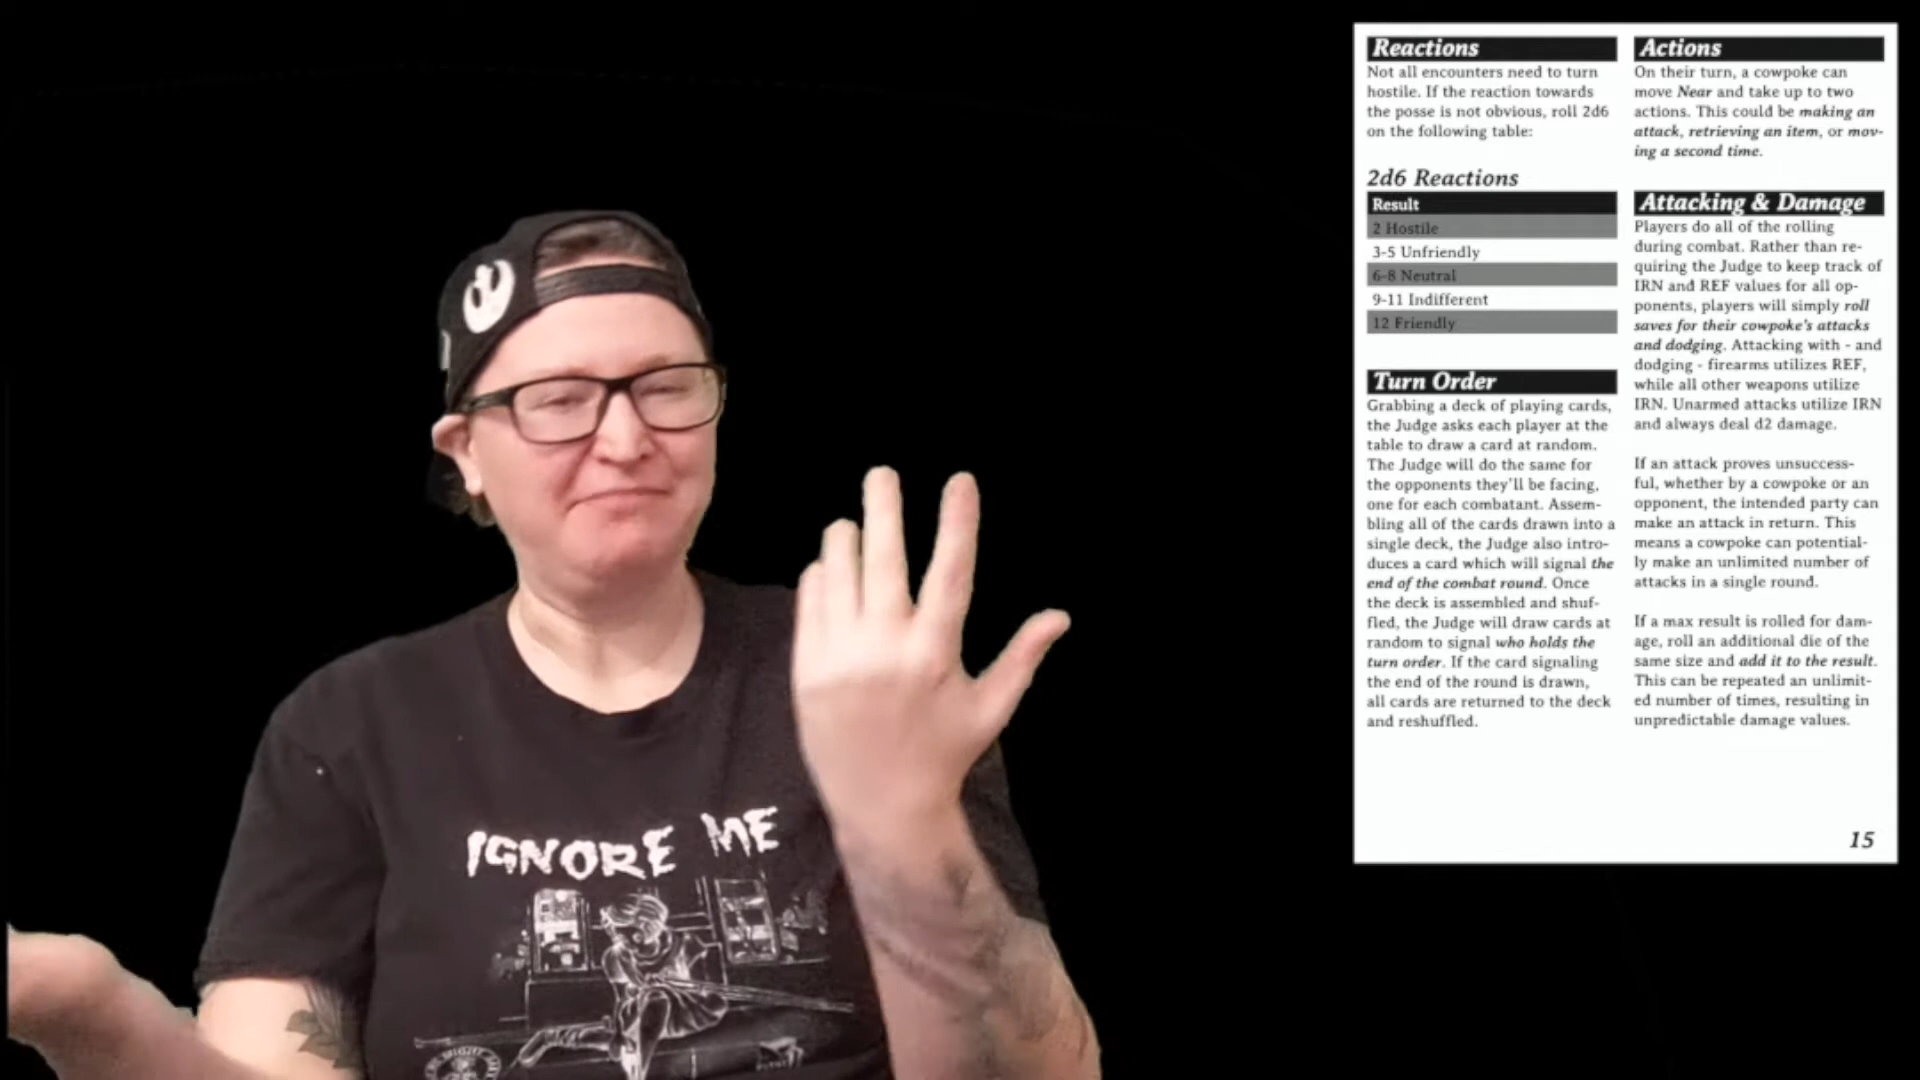 Reactions
Not all encounters need to turn
hostile. If the reaction towards
the posse is not obvious, roll 2d6
on the following table:
2d6 Reactions
Result
2 Hostile
3-5 Unfriendly
6-8 Neutral
9-11 Indifferent
12 Friendly
Turn Order
Grabbing a deck of playing cards,
the Judge asks each player at the
table to draw a card at random.
The Judge will do the same for
the opponents they'll be facing,
one for each combatant. Assem-
bling all of the cards drawn into a
single deck, the Judge also intro-
duces a card which will signal the
end of the combat round. Once
the deck is assembled and shuf-
fled, the Judge will draw cards at
random to signal who holds the
turn order. If the card signaling
the end of the round is drawn,
all cards are returned to the deck
and reshuffled.
Actions
On their turn, a cowpoke can
move Near and take up to two
actions. This could be making an
attack, retrieving an item, or mov-
ing a second time.
Attacking & Damage
Players do all of the rolling
during combat. Rather than re-
quiring the Judge to keep track of
IRN and REF values for all op-
ponents, players will simply roll
saves for their cowpoke's attacks
and dodging. Attacking with - and
dodging - firearms utilizes REF,
while all other weapons utilize
IRN. Unarmed attacks utilize IRN
and always deal d2 damage.
If an attack proves unsuccess-
ful, whether by a cowpoke or an
opponent, the intended party can
make an attack in return. This
means a cowpoke can potential-
ly make an unlimited number of
attacks in a single round.
If a max result is rolled for dam-
age, roll an additional die of the
same size and add it to the result.
This can be repeated an unlimit-
ed number of times, resulting in
unpredictable damage values.
15
IGNORE ME